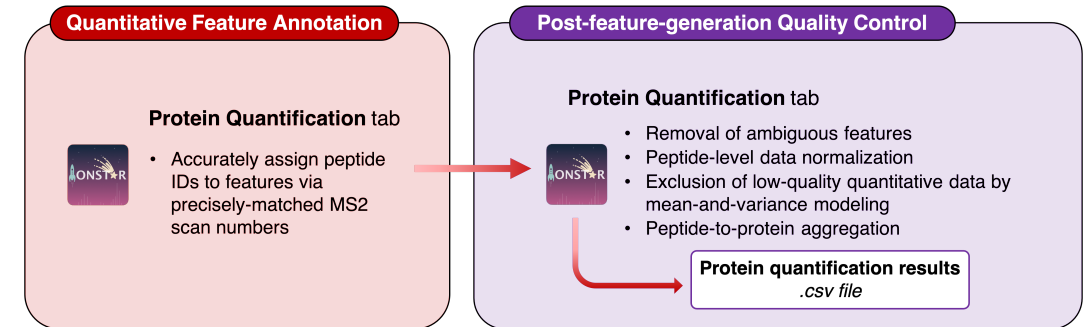 Quantitative Feature Annotation
Protein Quantification tab
IONSTAR
• Accurately assign peptide
IDs to features via
precisely-matched MS2
scan numbers
Post-feature-generation Quality Control
Protein Quantification tab
IONSTAR
• Removal of ambiguous features
• Peptide-level data normalization
• Exclusion of low-quality quantitative data by
mean-and-variance modeling
• Peptide-to-protein aggregation
Protein quantification results
.csv file